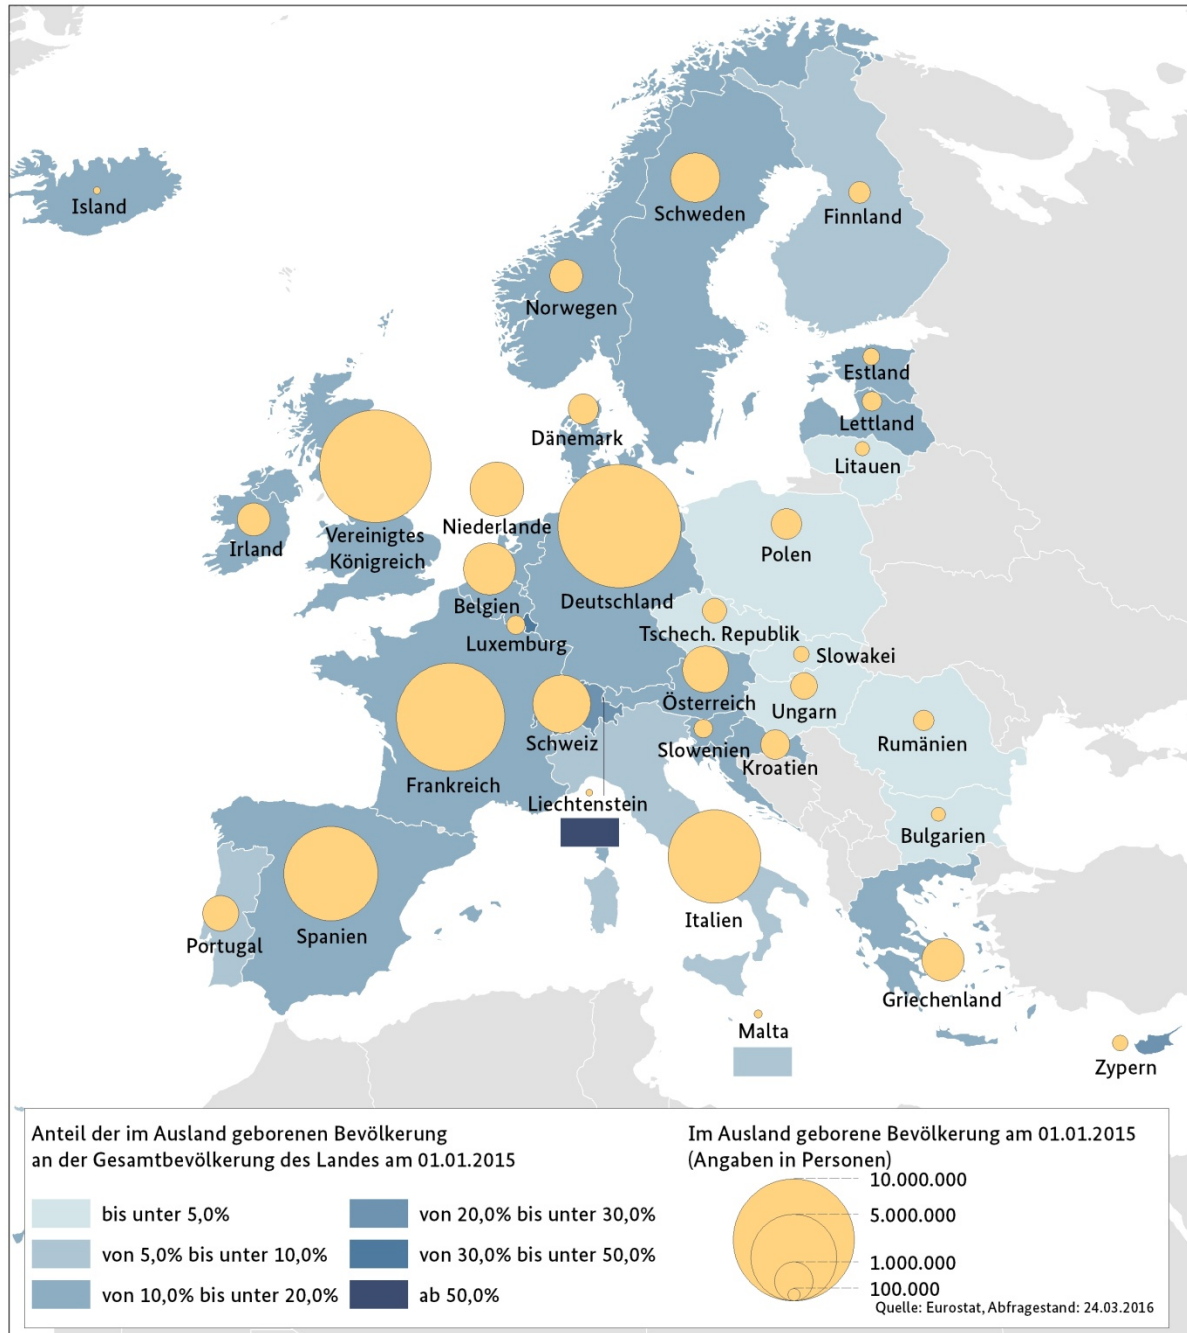 Island
Schweden
Finnland
Norwegen
Estland
Lettland
Dänemark
Litauen
Niederlande
Vereinigtes
Königreich
Irland
Polen
Belgien
Deutschland
Luxemburg
Tschech. Republik
Slowakei
Österreich
Ungarn
Schweiz
Slowenien
Rumänien
Kroatien
Frankreich
Liechtenstein
Bulgarien
Italien
Spanien
Portugal
Griechenland
Malta
Zypern
Anteil der im Ausland geborenen Bevölkerung
an der Gesamtbevölkerung des Landes am 01.01.2015
bis unter 5,0%
von 5,0% bis unter 10,0%
von 10,0% bis unter 20,0%
von 20,0% bis unter 30,0%
von 30,0% bis unter 50,0%
ab 50,0%
Im Ausland geborene Bevölkerung am 01.01.2015
(Angaben in Personen)
10.000.000
5.000.000
1.000.000
100.000
Quelle: Eurostat, Abfragestand: 24.03.2016